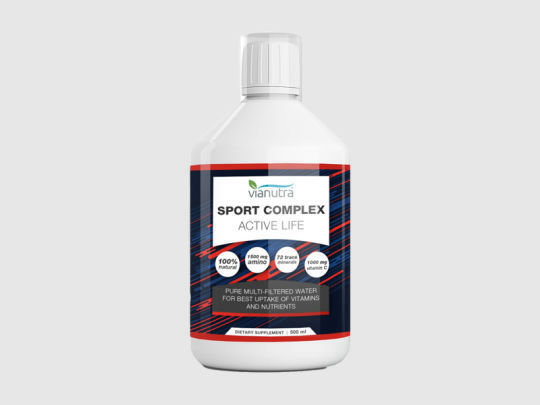 vianutra
SPORT COMPLEX
ACTIVE LIFE
100%
natural
1500 mg
amino
72 trace
minerals
1000 mg
vitamin C
PURE MULTI-FILTERED WATER
FOR BEST UPTAKE OF VITAMINS
AND NUTRIENTS
DIETARY SUPPLEMENT / 500 ml